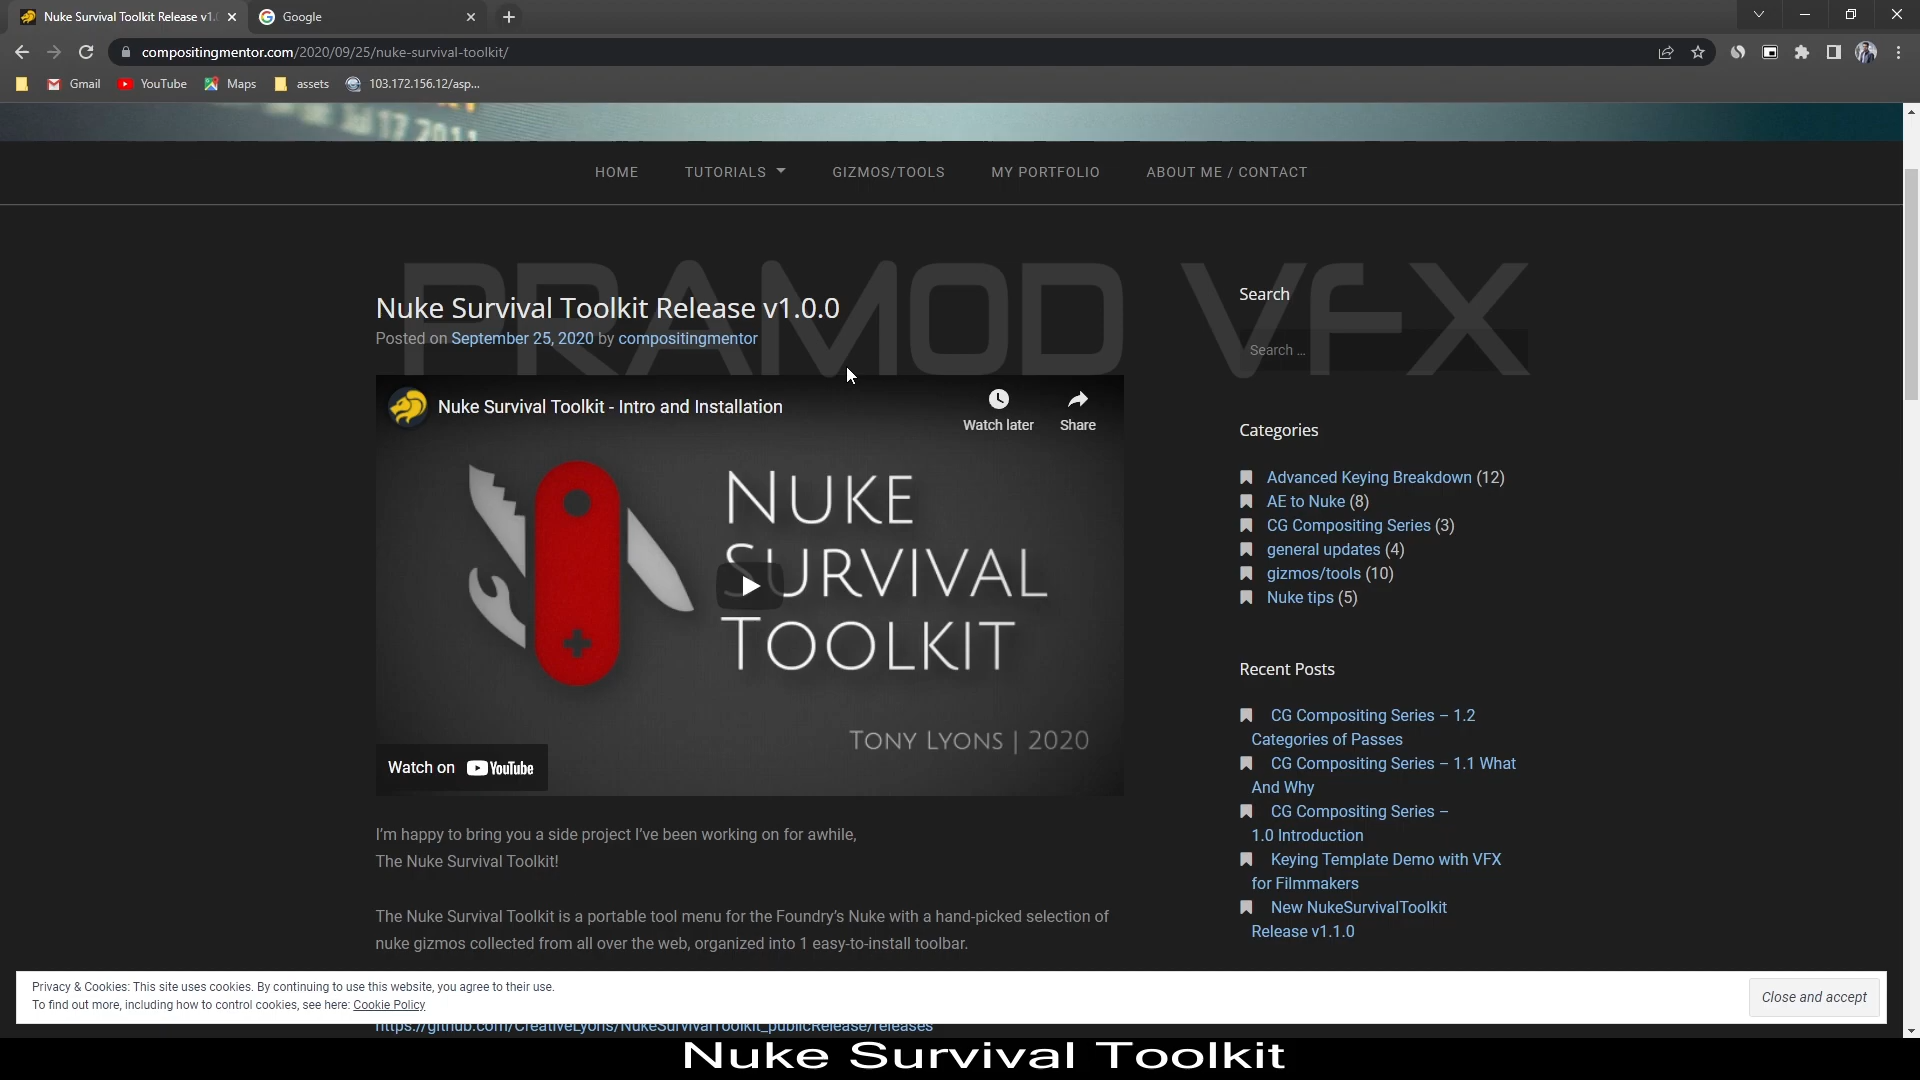 Nuke Survival Toolkit Release v1.
Google
compositingmentor.com/2020/09/25/nuke-survival-toolkit/
Gmail
YouTube
Maps
assets
103.172.156.12/asp...
HOME
TUTORIALS
GIZMOS/TOOLS
MY PORTFOLIO
ABOUT ME / CONTACT
PRAMOD VFX
Nuke Survival Toolkit Release v1.0.0
Posted on September 25, 2020 by compositingmentor
Nuke Survival Toolkit - Intro and Installation
Watch later
Share
NUKE
SURVIVAL
TOOLKIT
TONY LYONS | 2020
Watch on YouTube
I'm happy to bring you a side project I've been working on for awhile,
The Nuke Survival Toolkit!
The Nuke Survival Toolkit is a portable tool menu for the Foundry's Nuke with a hand-picked selection of
nuke gizmos collected from all over the web, organized into 1 easy-to-install toolbar.
Search
Search ...
Categories
Advanced Keying Breakdown (12)
AE to Nuke (8)
CG Compositing Series (3)
general updates (4)
gizmos/tools (10)
Nuke tips (5)
Recent Posts
CG Compositing Series – 1.2
Categories of Passes
CG Compositing Series – 1.1 What
And Why
CG Compositing Series –
1.0 Introduction
Keying Template Demo with VFX
for Filmmakers
New NukeSurvivalToolkit
Release v1.1.0
Privacy & Cookies: This site uses cookies. By continuing to use this website, you agree to their use.
To find out more, including how to control cookies, see here: Cookie Policy
Close and accept
https://github.com/CreativeLyons/NukeSurvivalToolkit_publicRelease/releases
Nuke Survival Toolkit